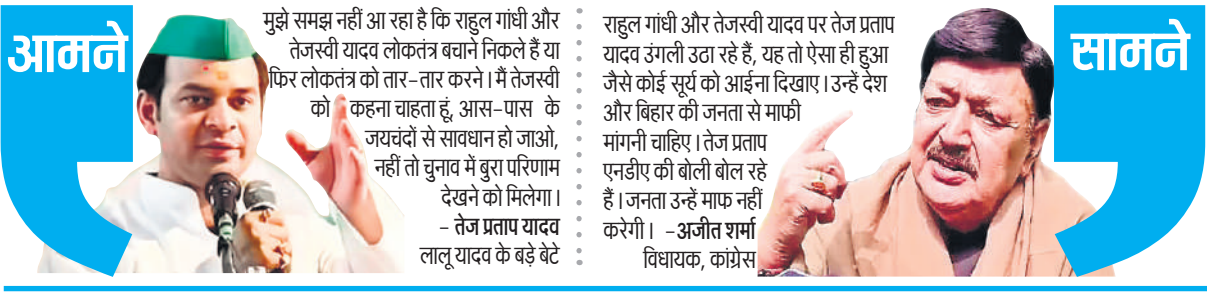 आमने
मुझे समझ नहीं आ रहा है कि राहुल गांधी और
तेजस्वी यादव लोकतंत्र बचाने निकले हैं या
फिर लोकतंत्र को तार-तार करने। मैं तेजस्वी
को कहना चाहता हूं, आस-पास के
जयचंदों से सावधान हो जाओ,
नहीं तो चुनाव में बुरा परिणाम
देखने को मिलेगा।
- तेज प्रताप यादव
लालू यादव के बड़े बेटे
राहुल गांधी और तेजस्वी यादव पर तेज प्रताप
यादव उंगली उठा रहे हैं, यह तो ऐसा ही हुआ
जैसे कोई सूर्य को आईना दिखाए। उन्हें देश
और बिहार की जनता से माफी
मांगनी चाहिए। तेज प्रताप
एनडीए की बोली बोल रहे
हैं। जनता उन्हें माफ नहीं
करेगी। -अजीत शर्मा
विधायक, कांग्रेस
सामने